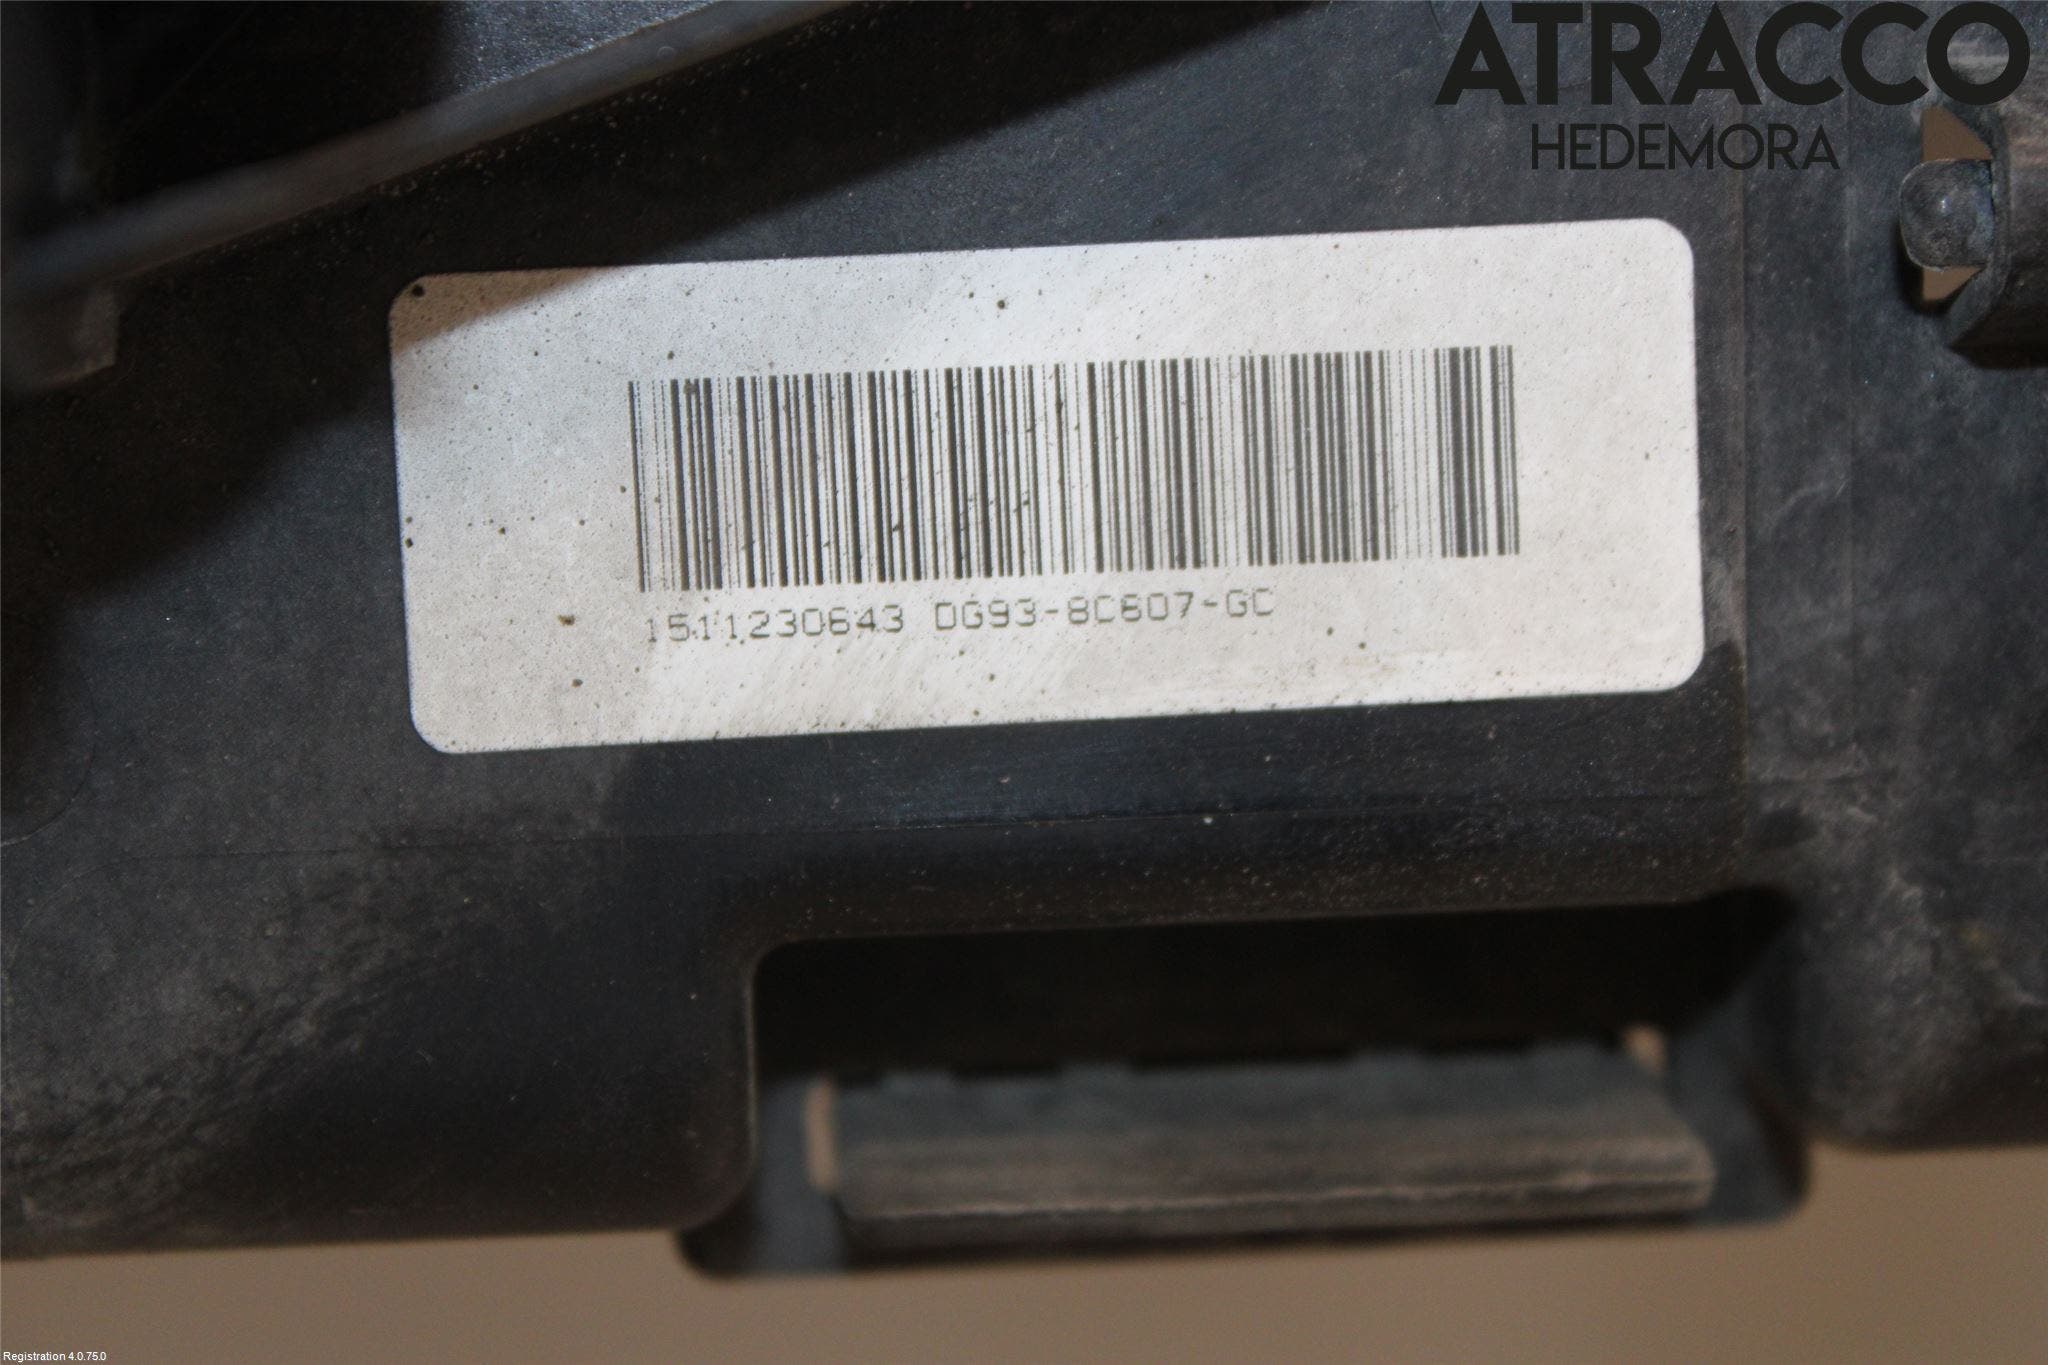 ATRACCO
HEDEMORA
1511230643 DG93-8C607-GC
Registration 4.0.75.0